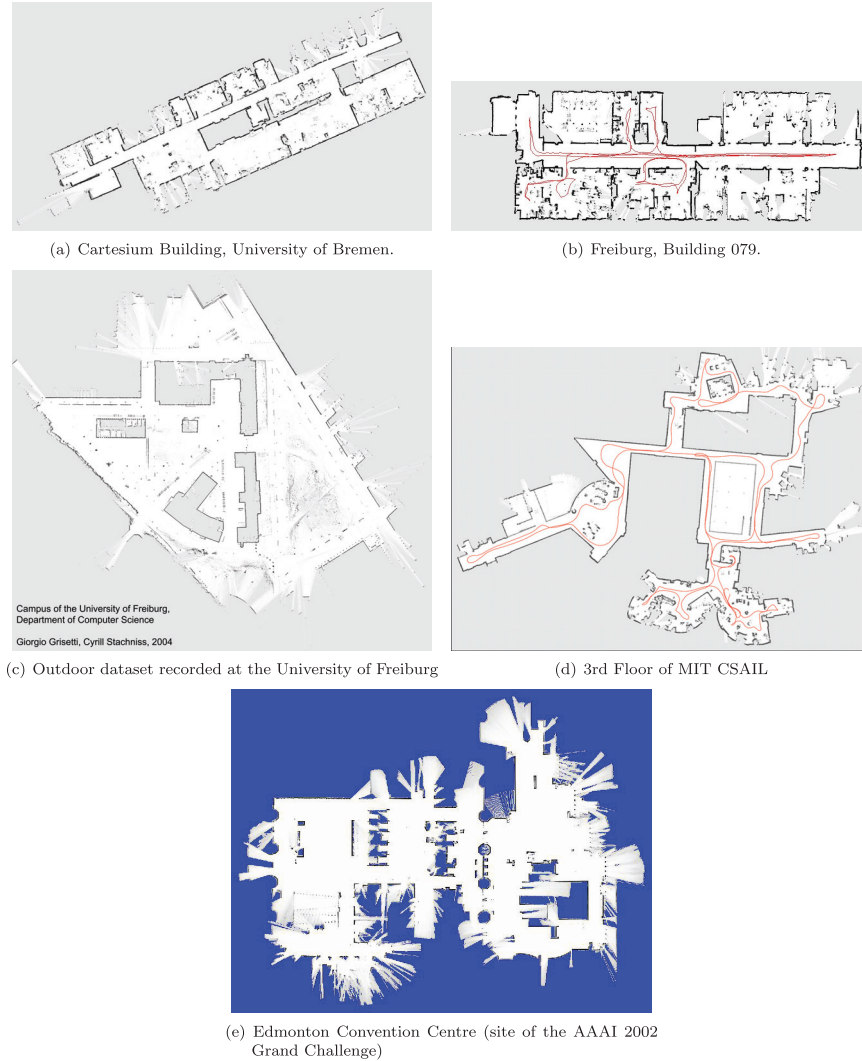 (a) Cartesium Building, University of Bremen.
(b) Freiburg, Building 079.
Campus of the University of Freiburg,
Department of Computer Science
Giorgio Grisetti, Cyrill Stachniss, 2004
(c) Outdoor dataset recorded at the University of Freiburg
(d) 3rd Floor of MIT CSAIL
(e) Edmonton Convention Centre (site of the AAAI 2002
Grand Challenge)